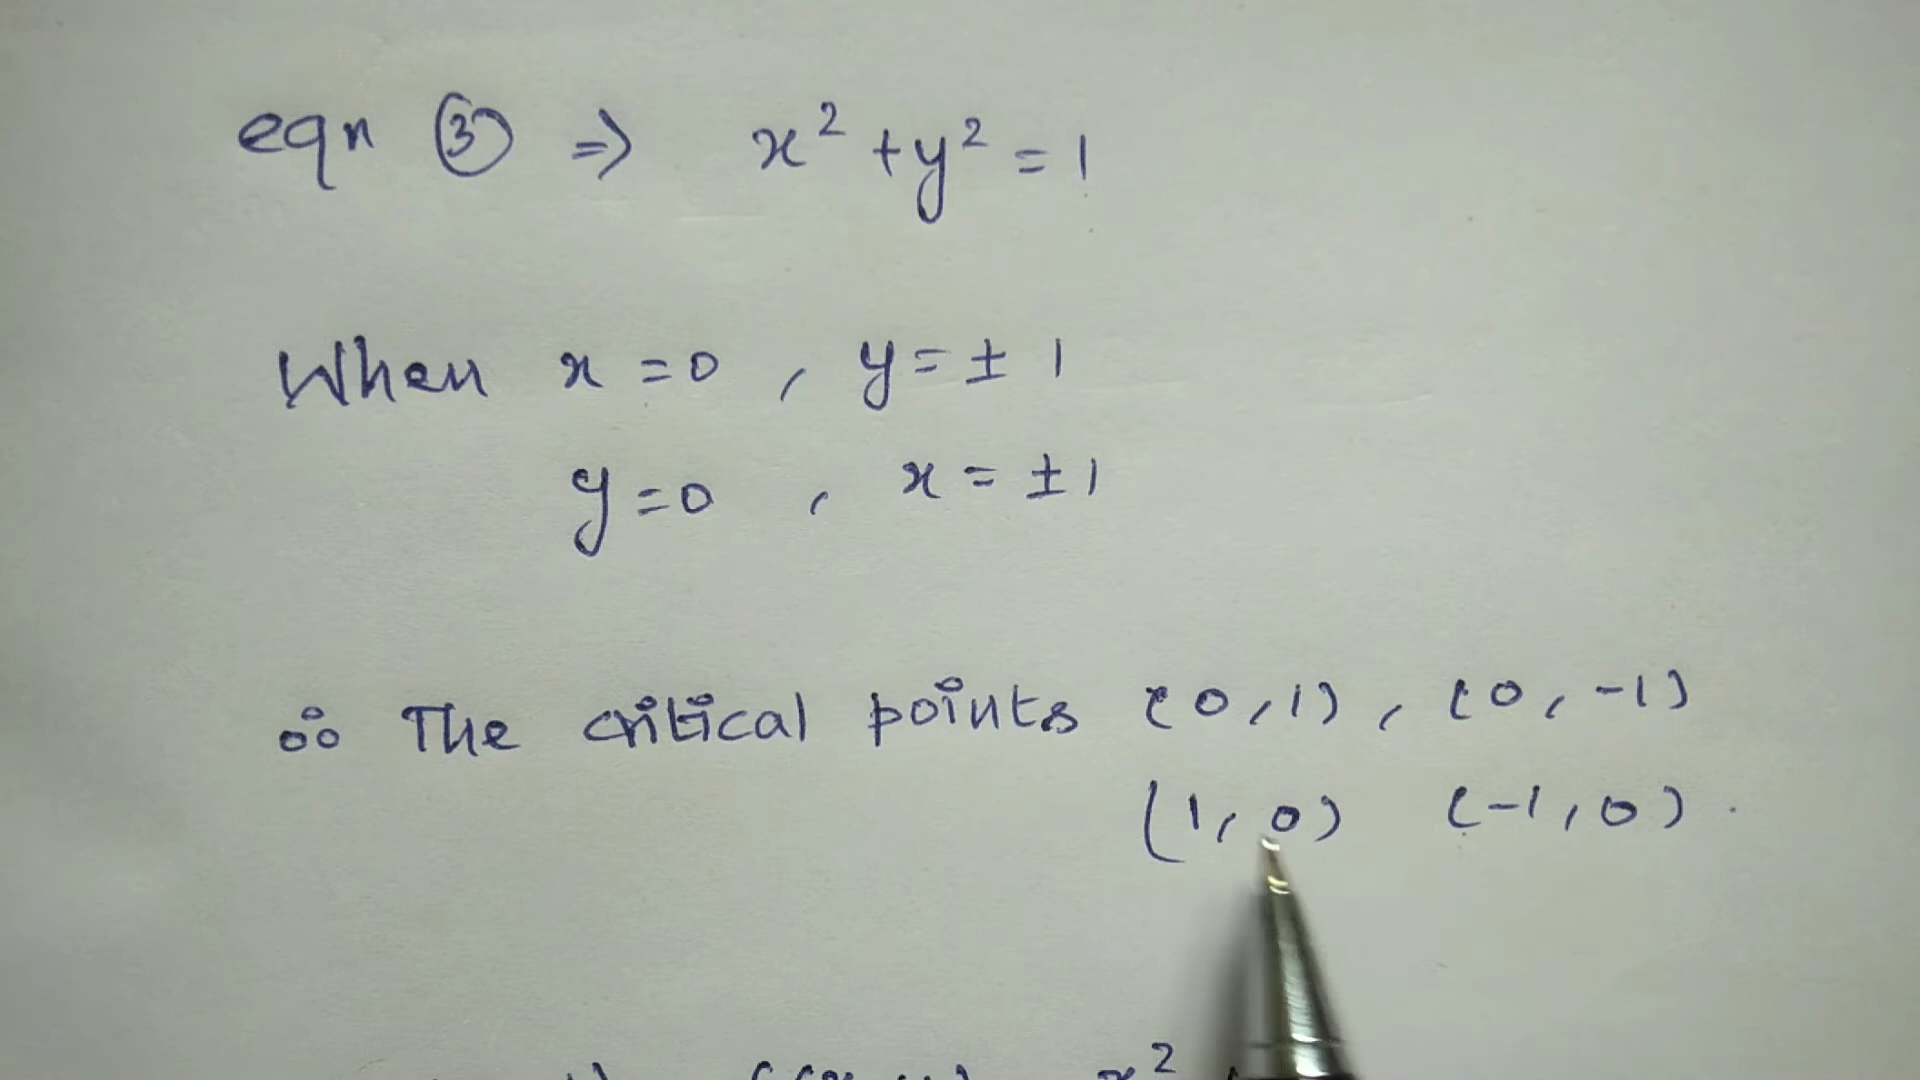 eqn ③ ⇒ x² + y² = 1
When x = 0 , y = ± 1
y = 0 , x = ± 1
∴ The critical points (0,1) , (0,-1)
(1,0) (-1,0) .